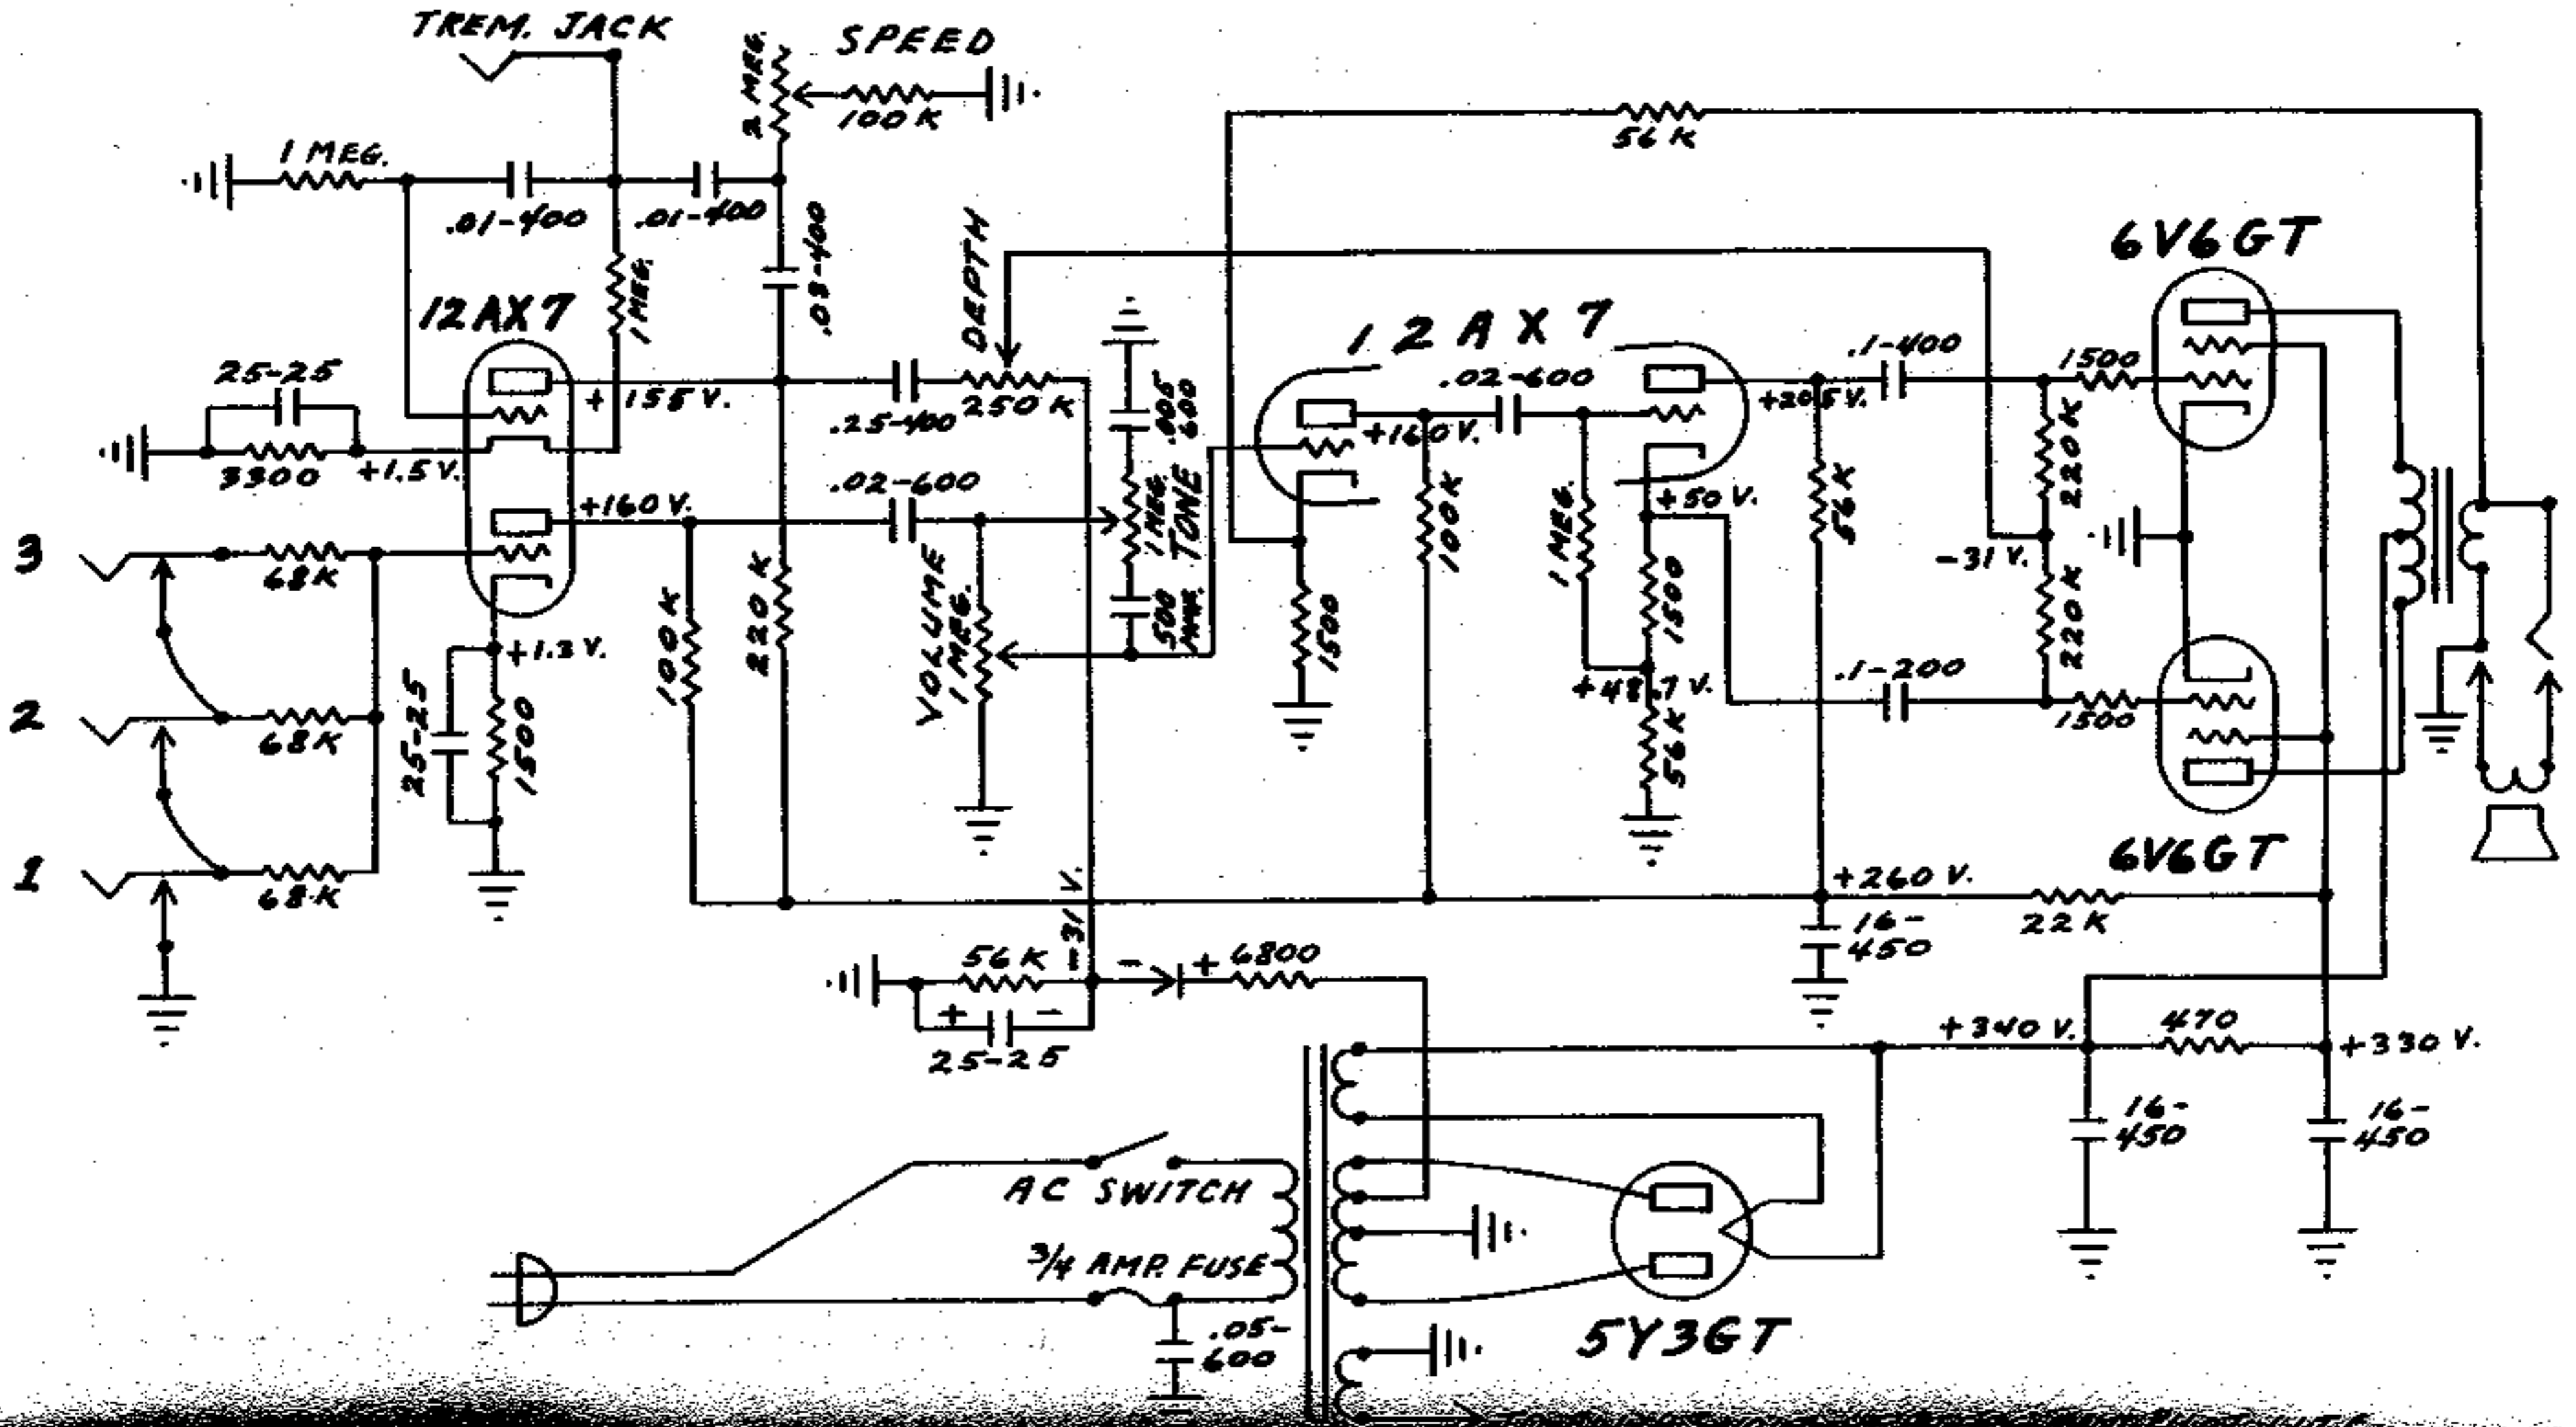 TREM. JACK
SPEED
2 MEG.
100 K
56 K
1 MEG.
.01-400
.01-400
.03-400
DEPTH
6V6GT
12AX7
1 MEG.
12AX7
25-25
+155 V.
.25-400
250 K
.005
600
.02-600
+205 V.
.1-400
1500
3300
+1.5 V.
+160 V.
220 K
+160 V.
.02-600
1 MEG.
TONE
100 K
1 MEG.
+50 V.
56 K
-31 V.
3
68 K
100 K
220 K
VOLUME
1 MEG.
500
MMF.
1500
1500
220 K
+1.3 V.
+48.7 V.
.1-200
1500
2
68 K
25-25
1500
56 K
1
68 K
6V6GT
+260 V.
16-
450
22 K
-31 V.
56 K
-
+
6800
+
-
25-25
+340 V.
470
+330 V.
16-
450
16-
450
AC SWITCH
3/4 AMP. FUSE
.05-
600
5Y3GT